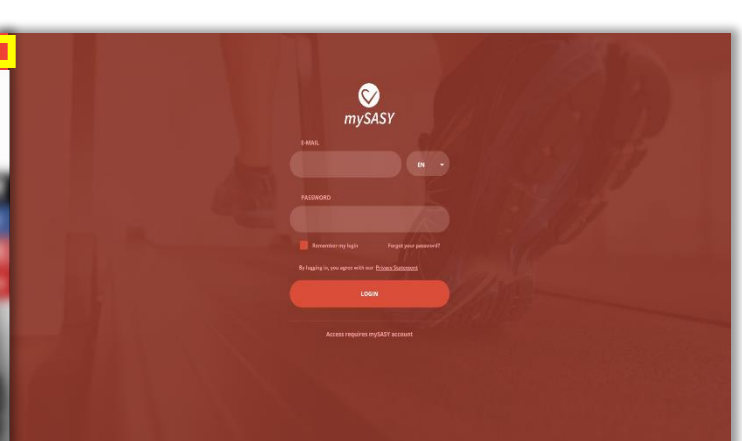 mySASY
E-MAIL
EN
PASSWORD
Remember my login Forgot your password?
By logging in, you agree with our Privacy Statement
LOGIN
Access requires mySASY account